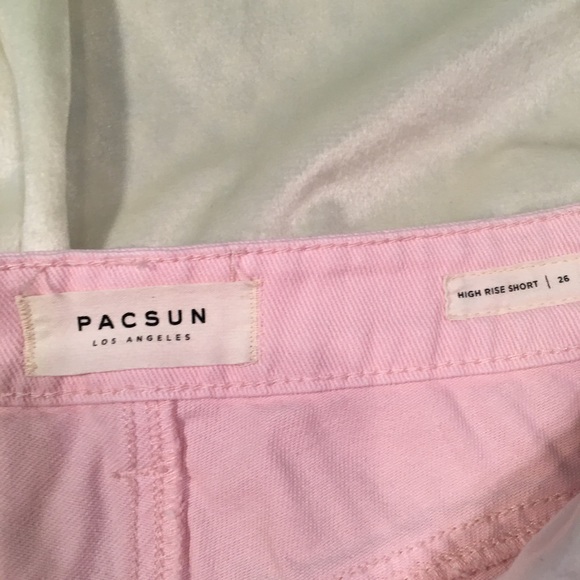 PACSUN
LOS ANGELES
HIGH RISE SHORT | 26